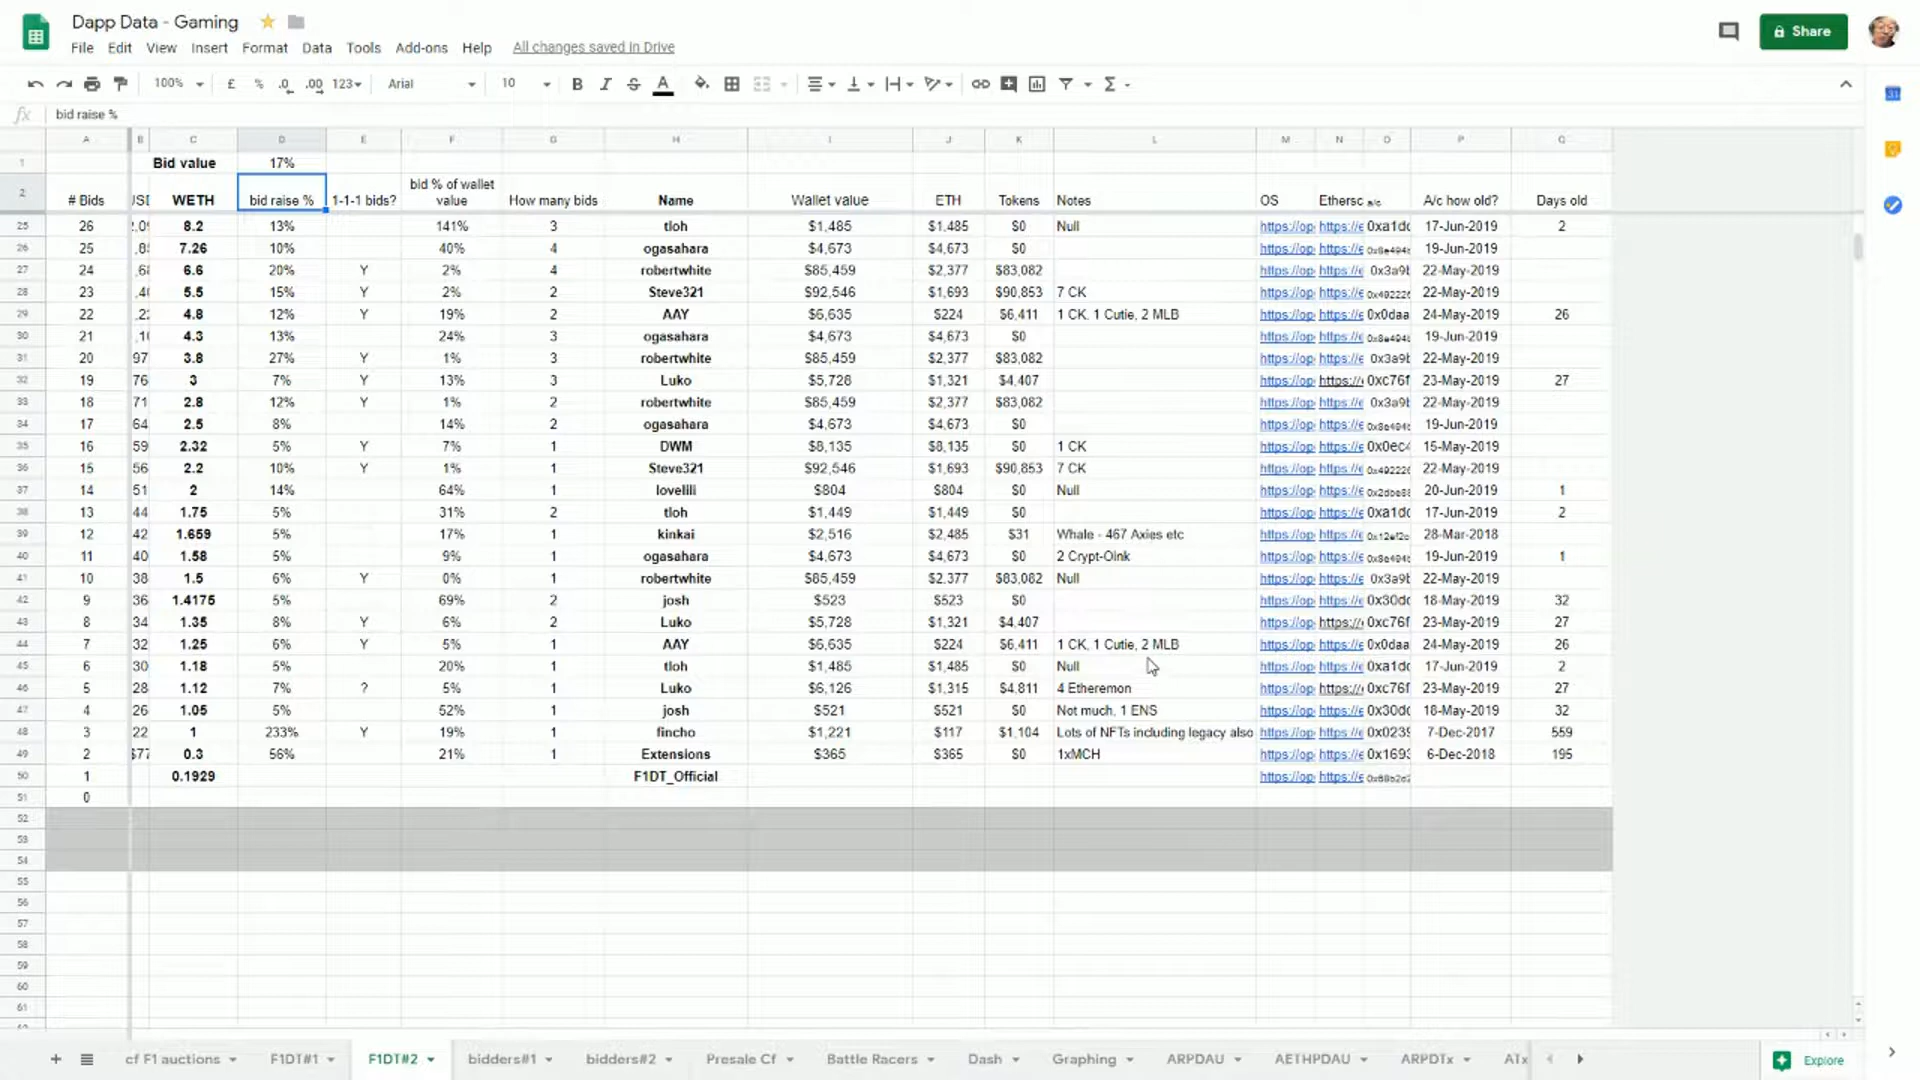 Dapp Data - Gaming
Share
File Edit View Insert Format Data Tools Add-ons Help All changes saved in Drive
100% £ % .0 .00 123 Arial 10 B I S A
fx bid raise %
A B C D E F G H I J K L M N O P Q
1 Bid value 17%
2 # Bids WETH bid raise % 1-1-1 bids? bid % of wallet value How many bids Name Wallet value ETH Tokens Notes OS Ethersc a/c A/c how old? Days old
25 26 8.2 13% 141% 3 tloh $1,485 $1,485 $0 Null https://op https://e 0xa1dc 17-Jun-2019 2
26 25 7.26 10% 40% 4 ogasahara $4,673 $4,673 $0 https://op https://e 0x8e494c 19-Jun-2019
27 24 6.6 20% Y 2% 4 robertwhite $85,459 $2,377 $83,082 https://op https://e 0x3a9b 22-May-2019
28 23 5.5 15% Y 2% 2 Steve321 $92,546 $1,693 $90,853 7 CK https://op https://e 0x492226 22-May-2019
29 22 4.8 12% Y 19% 2 AAY $6,635 $224 $6,411 1 CK, 1 Cutie, 2 MLB https://op https://e 0x0daa 24-May-2019 26
30 21 4.3 13% 24% 3 ogasahara $4,673 $4,673 $0 https://op https://e 19-Jun-2019
31 20 97 3.8 27% Y 1% 3 robertwhite $85,459 $2,377 $83,082 https://op https://e 0x3a9b 22-May-2019
32 19 76 3 7% Y 13% 3 Luko $5,728 $1,321 $4,407 https://op https:// 0xc76f 23-May-2019 27
33 18 71 2.8 12% Y 1% 2 robertwhite $85,459 $2,377 $83,082 https://op https://e 0x3a9b 22-May-2019
34 17 64 2.5 8% 14% 2 ogasahara $4,673 $4,673 $0 https://op https://e 19-Jun-2019
35 16 59 2.32 5% Y 7% 1 DWM $8,135 $8,135 $0 1 CK https://op https://e 0x0ec4 15-May-2019
36 15 56 2.2 10% Y 1% 1 Steve321 $92,546 $1,693 $90,853 7 CK https://op https://e 0x492226 22-May-2019
37 14 51 2 14% 64% 1 lovelili $804 $804 $0 Null https://op https://e 20-Jun-2019 1
38 13 44 1.75 5% 31% 2 tloh $1,449 $1,449 $0 https://op https://e 0xa1dc 17-Jun-2019 2
39 12 42 1.659 5% 17% 1 kinkai $2,516 $2,485 $31 Whale - 467 Axies etc https://op https://e 28-Mar-2018
40 11 40 1.58 5% 9% 1 ogasahara $4,673 $4,673 $0 2 Crypt-Oink https://op https://e 19-Jun-2019 1
41 10 38 1.5 6% Y 0% 1 robertwhite $85,459 $2,377 $83,082 Null https://op https://e 0x3a9b 22-May-2019
42 9 36 1.4175 5% 69% 2 josh $523 $523 $0 https://op https://e 0x30dc 18-May-2019 32
43 8 34 1.35 8% Y 6% 2 Luko $5,728 $1,321 $4,407 https://op https:// 0xc76f 23-May-2019 27
44 7 32 1.25 6% Y 5% 1 AAY $6,635 $224 $6,411 1 CK, 1 Cutie, 2 MLB https://op https://e 0x0daa 24-May-2019 26
45 6 30 1.18 5% 20% 1 tloh $1,485 $1,485 $0 Null https://op https://e 0xa1dc 17-Jun-2019 2
46 5 28 1.12 7% ? 5% 1 Luko $6,126 $1,315 $4,811 4 Etheremon https://op https:// 0xc76f 23-May-2019 27
47 4 26 1.05 5% 52% 1 josh $521 $521 $0 Not much, 1 ENS https://op https://e 0x30dc 18-May-2019 32
48 3 22 1 233% Y 19% 1 fincho $1,221 $117 $1,104 Lots of NFTs including legacy also https://op https://e 0x0239 7-Dec-2017 559
49 2 $77 0.3 56% 21% 1 Extensions $365 $365 $0 1xMCH https://op https://e 0x1693 6-Dec-2018 195
50 1 0.1929 F1DT_Official https://op https://e
51 0
52
53
54
55
56
57
58
59
60
61
cf F1 auctions F1DT#1 F1DT#2 bidders#1 bidders#2 Presale Cf Battle Racers Dash Graphing ARPDAU AETHPDAU ARPDTx ATx Explore